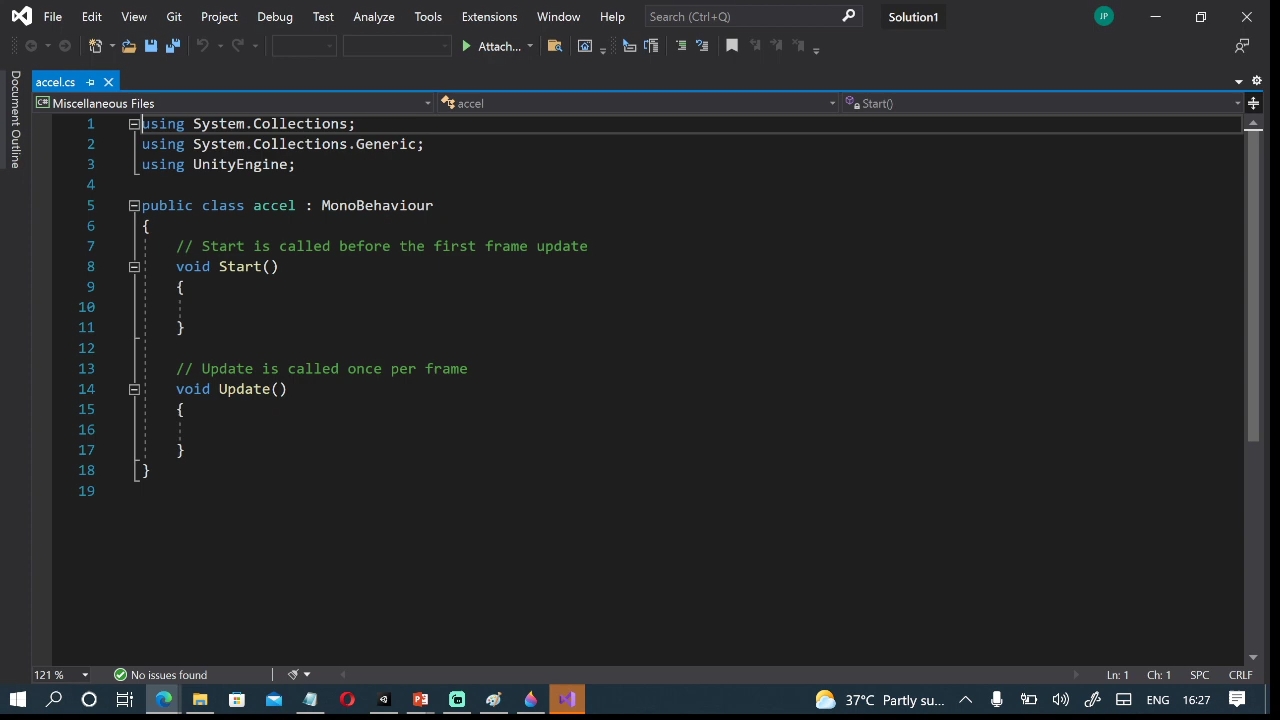 File Edit View Git Project Debug Test Analyze Tools Extensions Window Help Search (Ctrl+Q) Solution1 JP
Attach...
Document Outline
accel.cs
C# Miscellaneous Files accel Start()
1 using System.Collections;
2 using System.Collections.Generic;
3 using UnityEngine;
4
5 public class accel : MonoBehaviour
6 {
7 // Start is called before the first frame update
8 void Start()
9 {
10
11 }
12
13 // Update is called once per frame
14 void Update()
15 {
16
17 }
18 }
19
121 % No issues found Ln: 1 Ch: 1 SPC CRLF
37°C Partly su... ENG 16:27